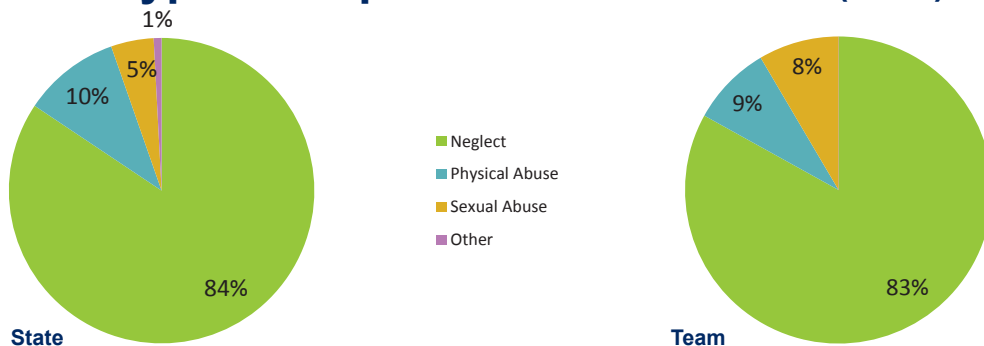 1%
5%
10%
84%
State
Neglect
Physical Abuse
Sexual Abuse
Other
8%
9%
83%
Team